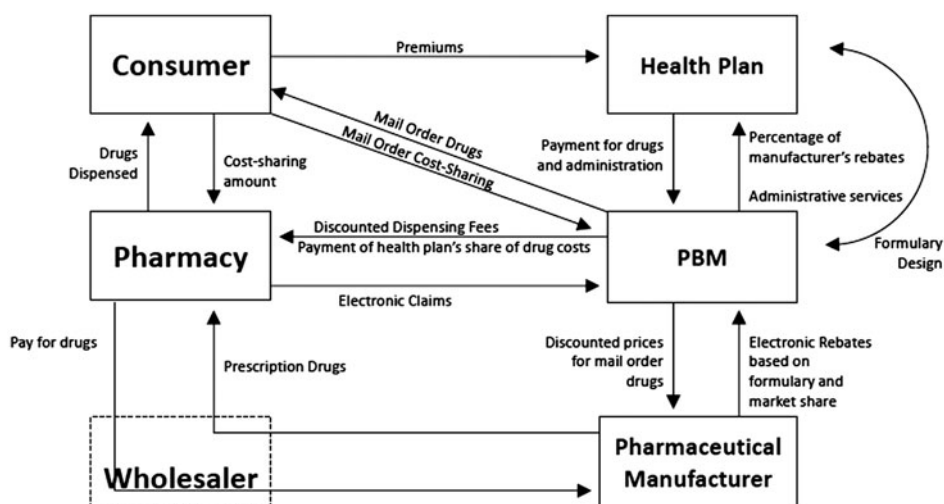 Consumer
Premiums
Health Plan
Mail Order Drugs
Mail Order Cost-Sharing
Drugs
Dispensed
Cost-sharing
amount
Payment for drugs
and administration
Percentage of
manufacturer's rebates
Administrative services
Pharmacy
Discounted Dispensing Fees
Payment of health plan's share of drug costs
PBM
Formulary
Design
Electronic Claims
Pay for drugs
Prescription Drugs
Discounted prices
for mail order
drugs
Electronic Rebates
based on
formulary and
market share
Wholesaler
Pharmaceutical
Manufacturer